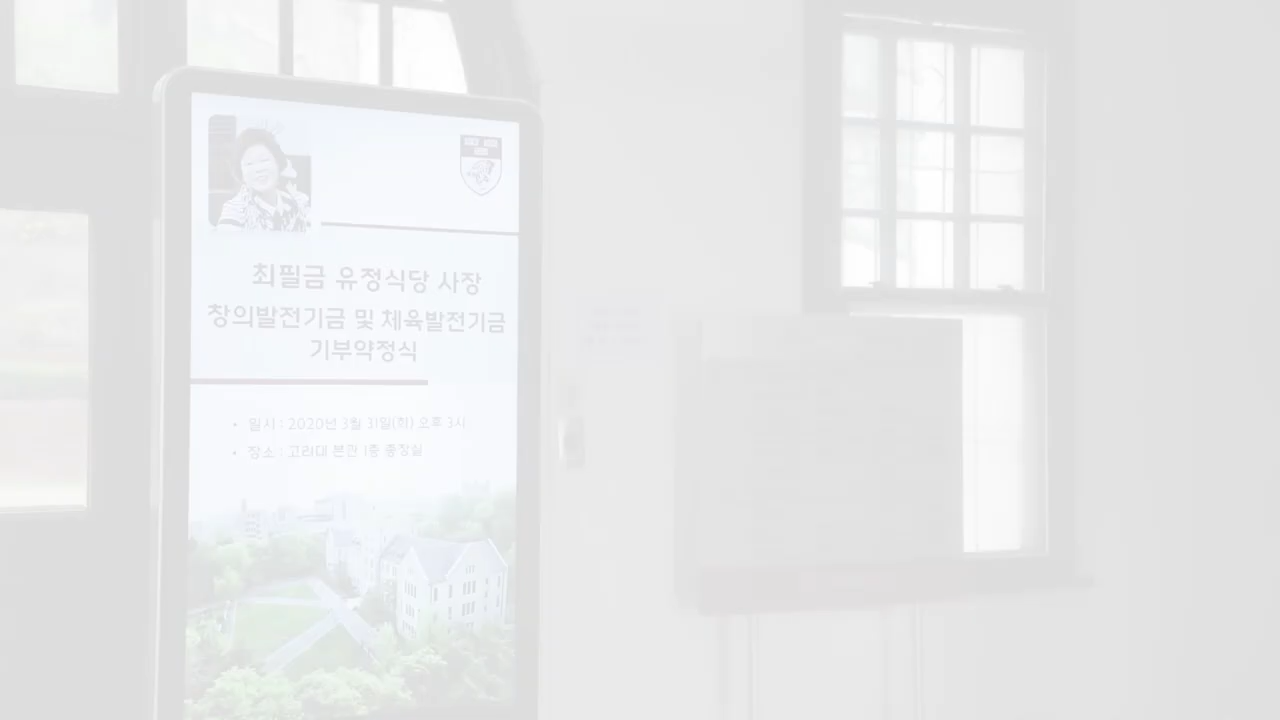 최필금 유정식당 사장
창의발전기금 및 체육발전기금
기부약정식
• 일시 : 2020년 3월 31일(화) 오후 3시
• 장소 : 고려대 본관 1층 총장실